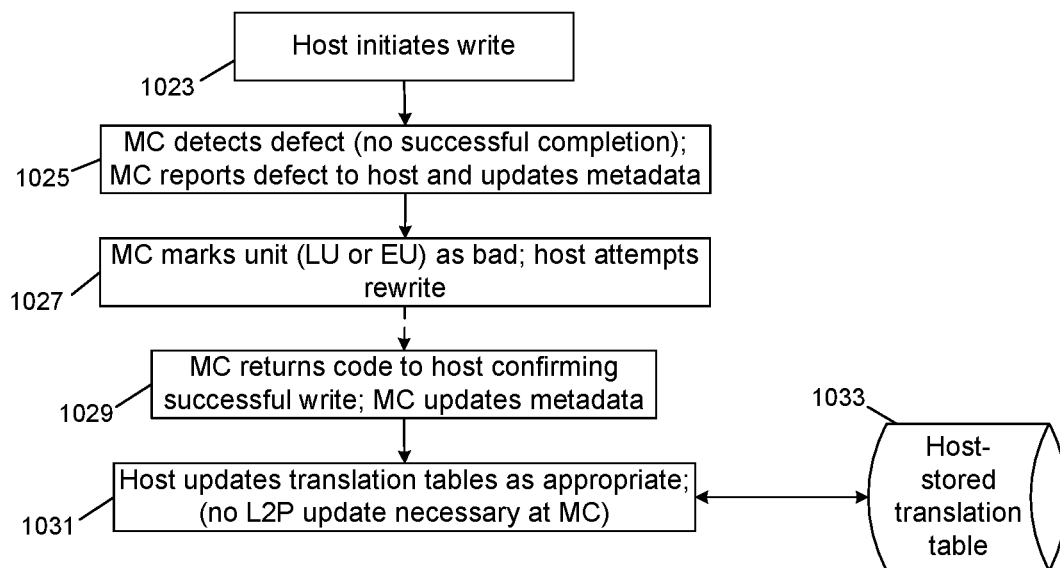 Host initiates write
1023
MC detects defect (no successful completion);
MC reports defect to host and updates metadata
1025
MC marks unit (LU or EU) as bad; host attempts
rewrite
1027
MC returns code to host confirming
successful write; MC updates metadata
1029
Host updates translation tables as appropriate;
(no L2P update necessary at MC)
1031
1033
Host-
stored
translation
table